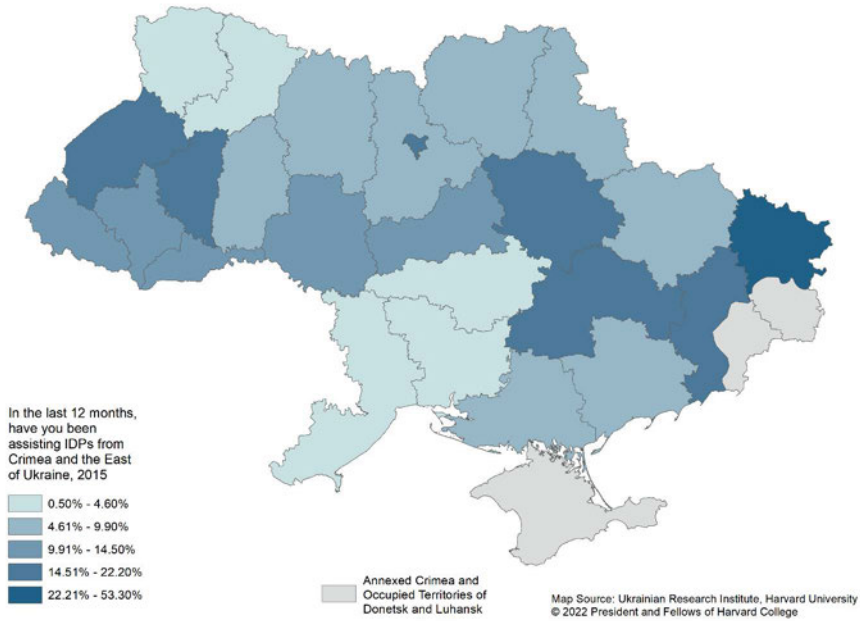 In the last 12 months,
have you been
assisting IDPs from
Crimea and the East
of Ukraine, 2015
0.50% - 4.60%
4.61% - 9.90%
9.91% - 14.50%
14.51% - 22.20%
22.21% - 53.30%
Annexed Crimea and
Occupied Territories of
Donetsk and Luhansk
Map Source: Ukrainian Research Institute, Harvard University
© 2022 President and Fellows of Harvard College